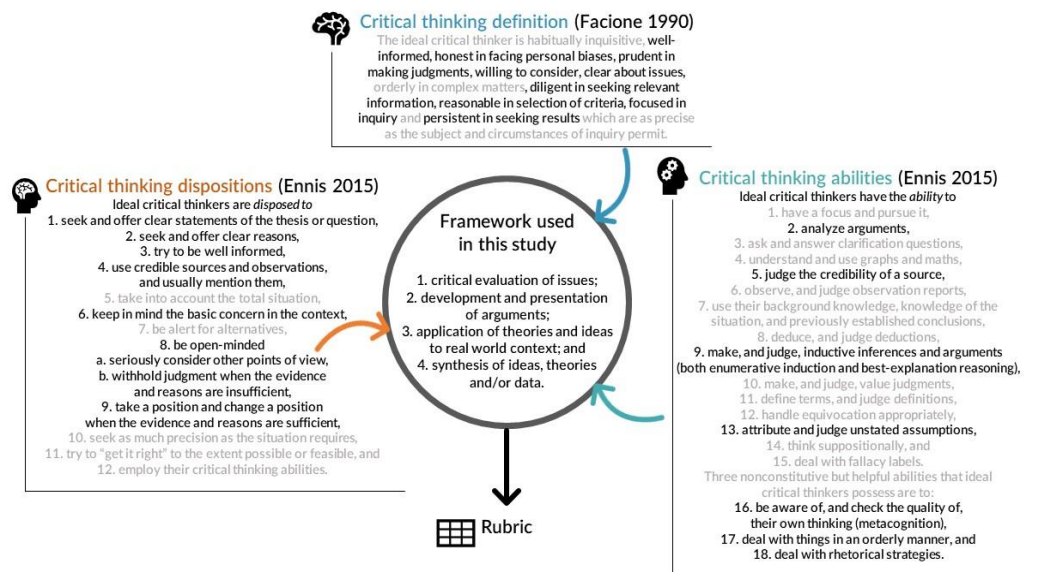 Critical thinking definition (Facione 1990)
The ideal critical thinker is habitually inquisitive, well-
informed, honest in facing personal biases, prudent in
making judgments, willing to consider, clear about issues,
orderly in complex matters, diligent in seeking relevant
information, reasonable in selection of criteria, focused in
inquiry and persistent in seeking results which are as precise
as the subject and circumstances of inquiry permit.
Critical thinking dispositions (Ennis 2015)
Ideal critical thinkers are disposed to
1. seek and offer clear statements of the thesis or question,
2. seek and offer clear reasons,
3. try to be well informed,
4. use credible sources and observations,
and usually mention them,
5. take into account the total situation,
6. keep in mind the basic concern in the context,
7. be alert for alternatives,
8. be open-minded
a. seriously consider other points of view,
b. withhold judgment when the evidence
and reasons are insufficient,
9. take a position and change a position
when the evidence and reasons are sufficient,
10. seek as much precision as the situation requires,
11. try to “get it right” to the extent possible or feasible, and
12. employ their critical thinking abilities.
Framework used
in this study
1. critical evaluation of issues;
2. development and presentation
of arguments;
3. application of theories and ideas
to real world context; and
4. synthesis of ideas, theories
and/or data.
Rubric
Critical thinking abilities (Ennis 2015)
Ideal critical thinkers have the ability to
1. have a focus and pursue it,
2. analyze arguments,
3. ask and answer clarification questions,
4. understand and use graphs and maths,
5. judge the credibility of a source,
6. observe, and judge observation reports,
7. use their background knowledge, knowledge of the
situation, and previously established conclusions,
8. deduce, and judge deductions,
9. make, and judge, inductive inferences and arguments
(both enumerative induction and best-explanation reasoning),
10. make, and judge, value judgments,
11. define terms, and judge definitions,
12. handle equivocation appropriately,
13. attribute and judge unstated assumptions,
14. think suppositionally, and
15. deal with fallacy labels.
Three nonconstitutive but helpful abilities that ideal
critical thinkers possess are to:
16. be aware of, and check the quality of,
their own thinking (metacognition),
17. deal with things in an orderly manner, and
18. deal with rhetorical strategies.